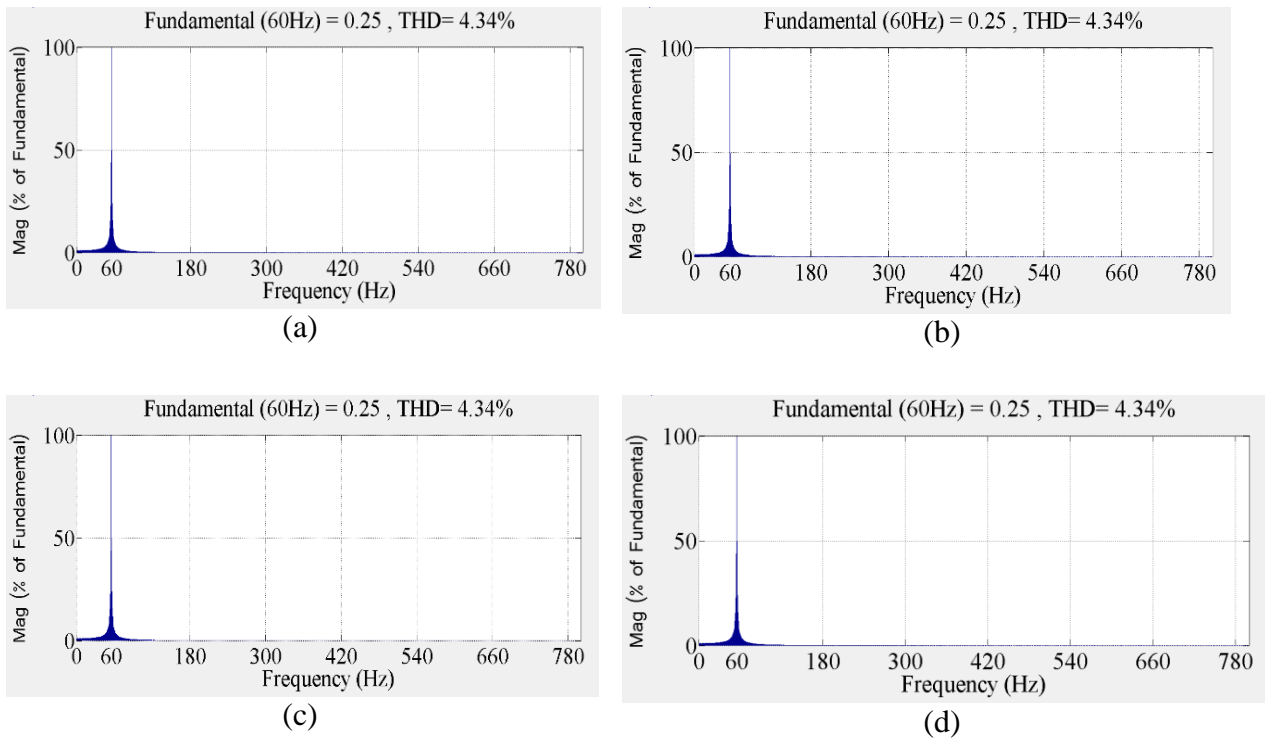 Fundamental (60Hz) = 0.25 , THD= 4.34%
Mag (% of Fundamental)
100
50
0
0 60 180 300 420 540 660 780
Frequency (Hz)
(a)
Fundamental (60Hz) = 0.25 , THD= 4.34%
Mag (% of Fundamental)
100
50
0
0 60 180 300 420 540 660 780
Frequency (Hz)
(b)
Fundamental (60Hz) = 0.25 , THD= 4.34%
Mag (% of Fundamental)
100
50
0
0 60 180 300 420 540 660 780
Frequency (Hz)
(c)
Fundamental (60Hz) = 0.25 , THD= 4.34%
Mag (% of Fundamental)
100
50
0
0 60 180 300 420 540 660 780
Frequency (Hz)
(d)